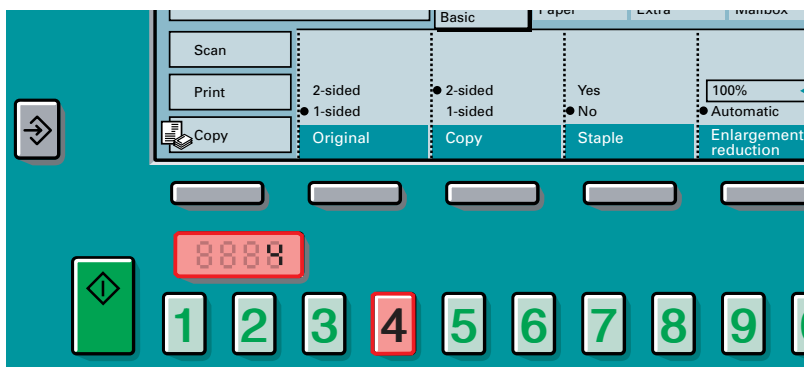 Basic
Paper
Extra
Mailbox
Scan
Print
Copy
2-sided
1-sided
Original
2-sided
1-sided
Copy
Yes
No
Staple
100%
Automatic
Enlargement
reduction
4
1 2 3 4 5 6 7 8 9